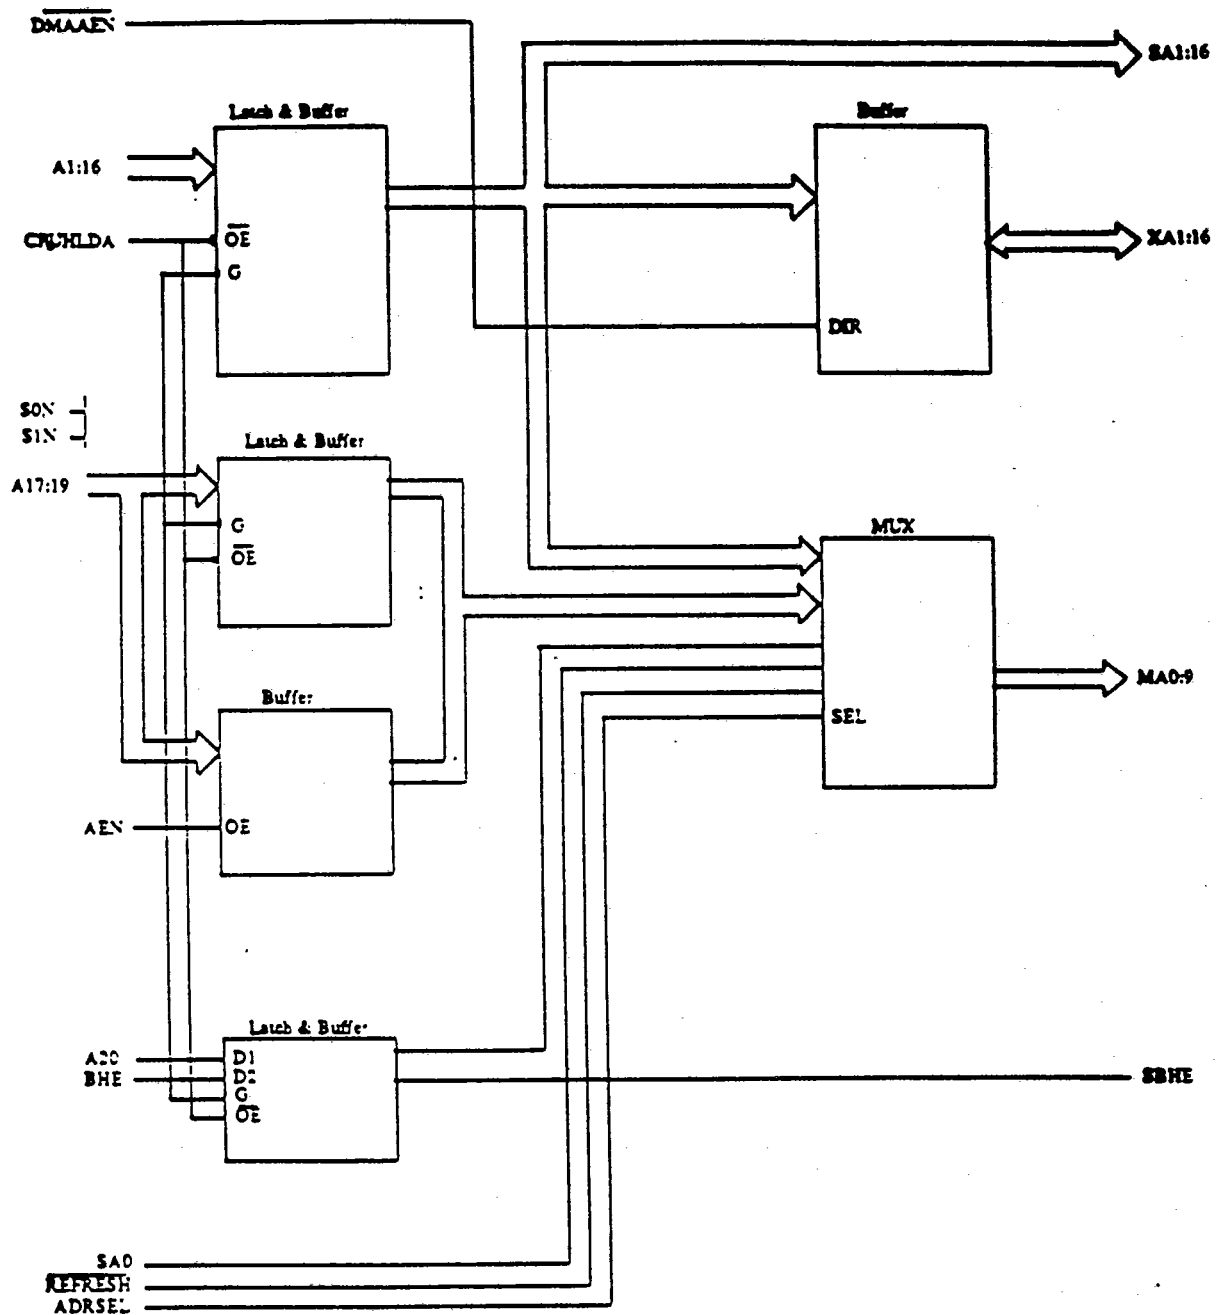 DMAAEN
SA1:16
Latch & Buffer
Buffer
A1:16
CPUHLDA
OE
XA1:16
G
DIR
S0N
S1N
Latch & Buffer
A17:19
G
MUX
OE
Buffer
MA0:9
SEL
AEN
OE
Latch & Buffer
A20
D1
BHE
D2
SBHE
G
OE
SA0
REFRESH
ADRSEL